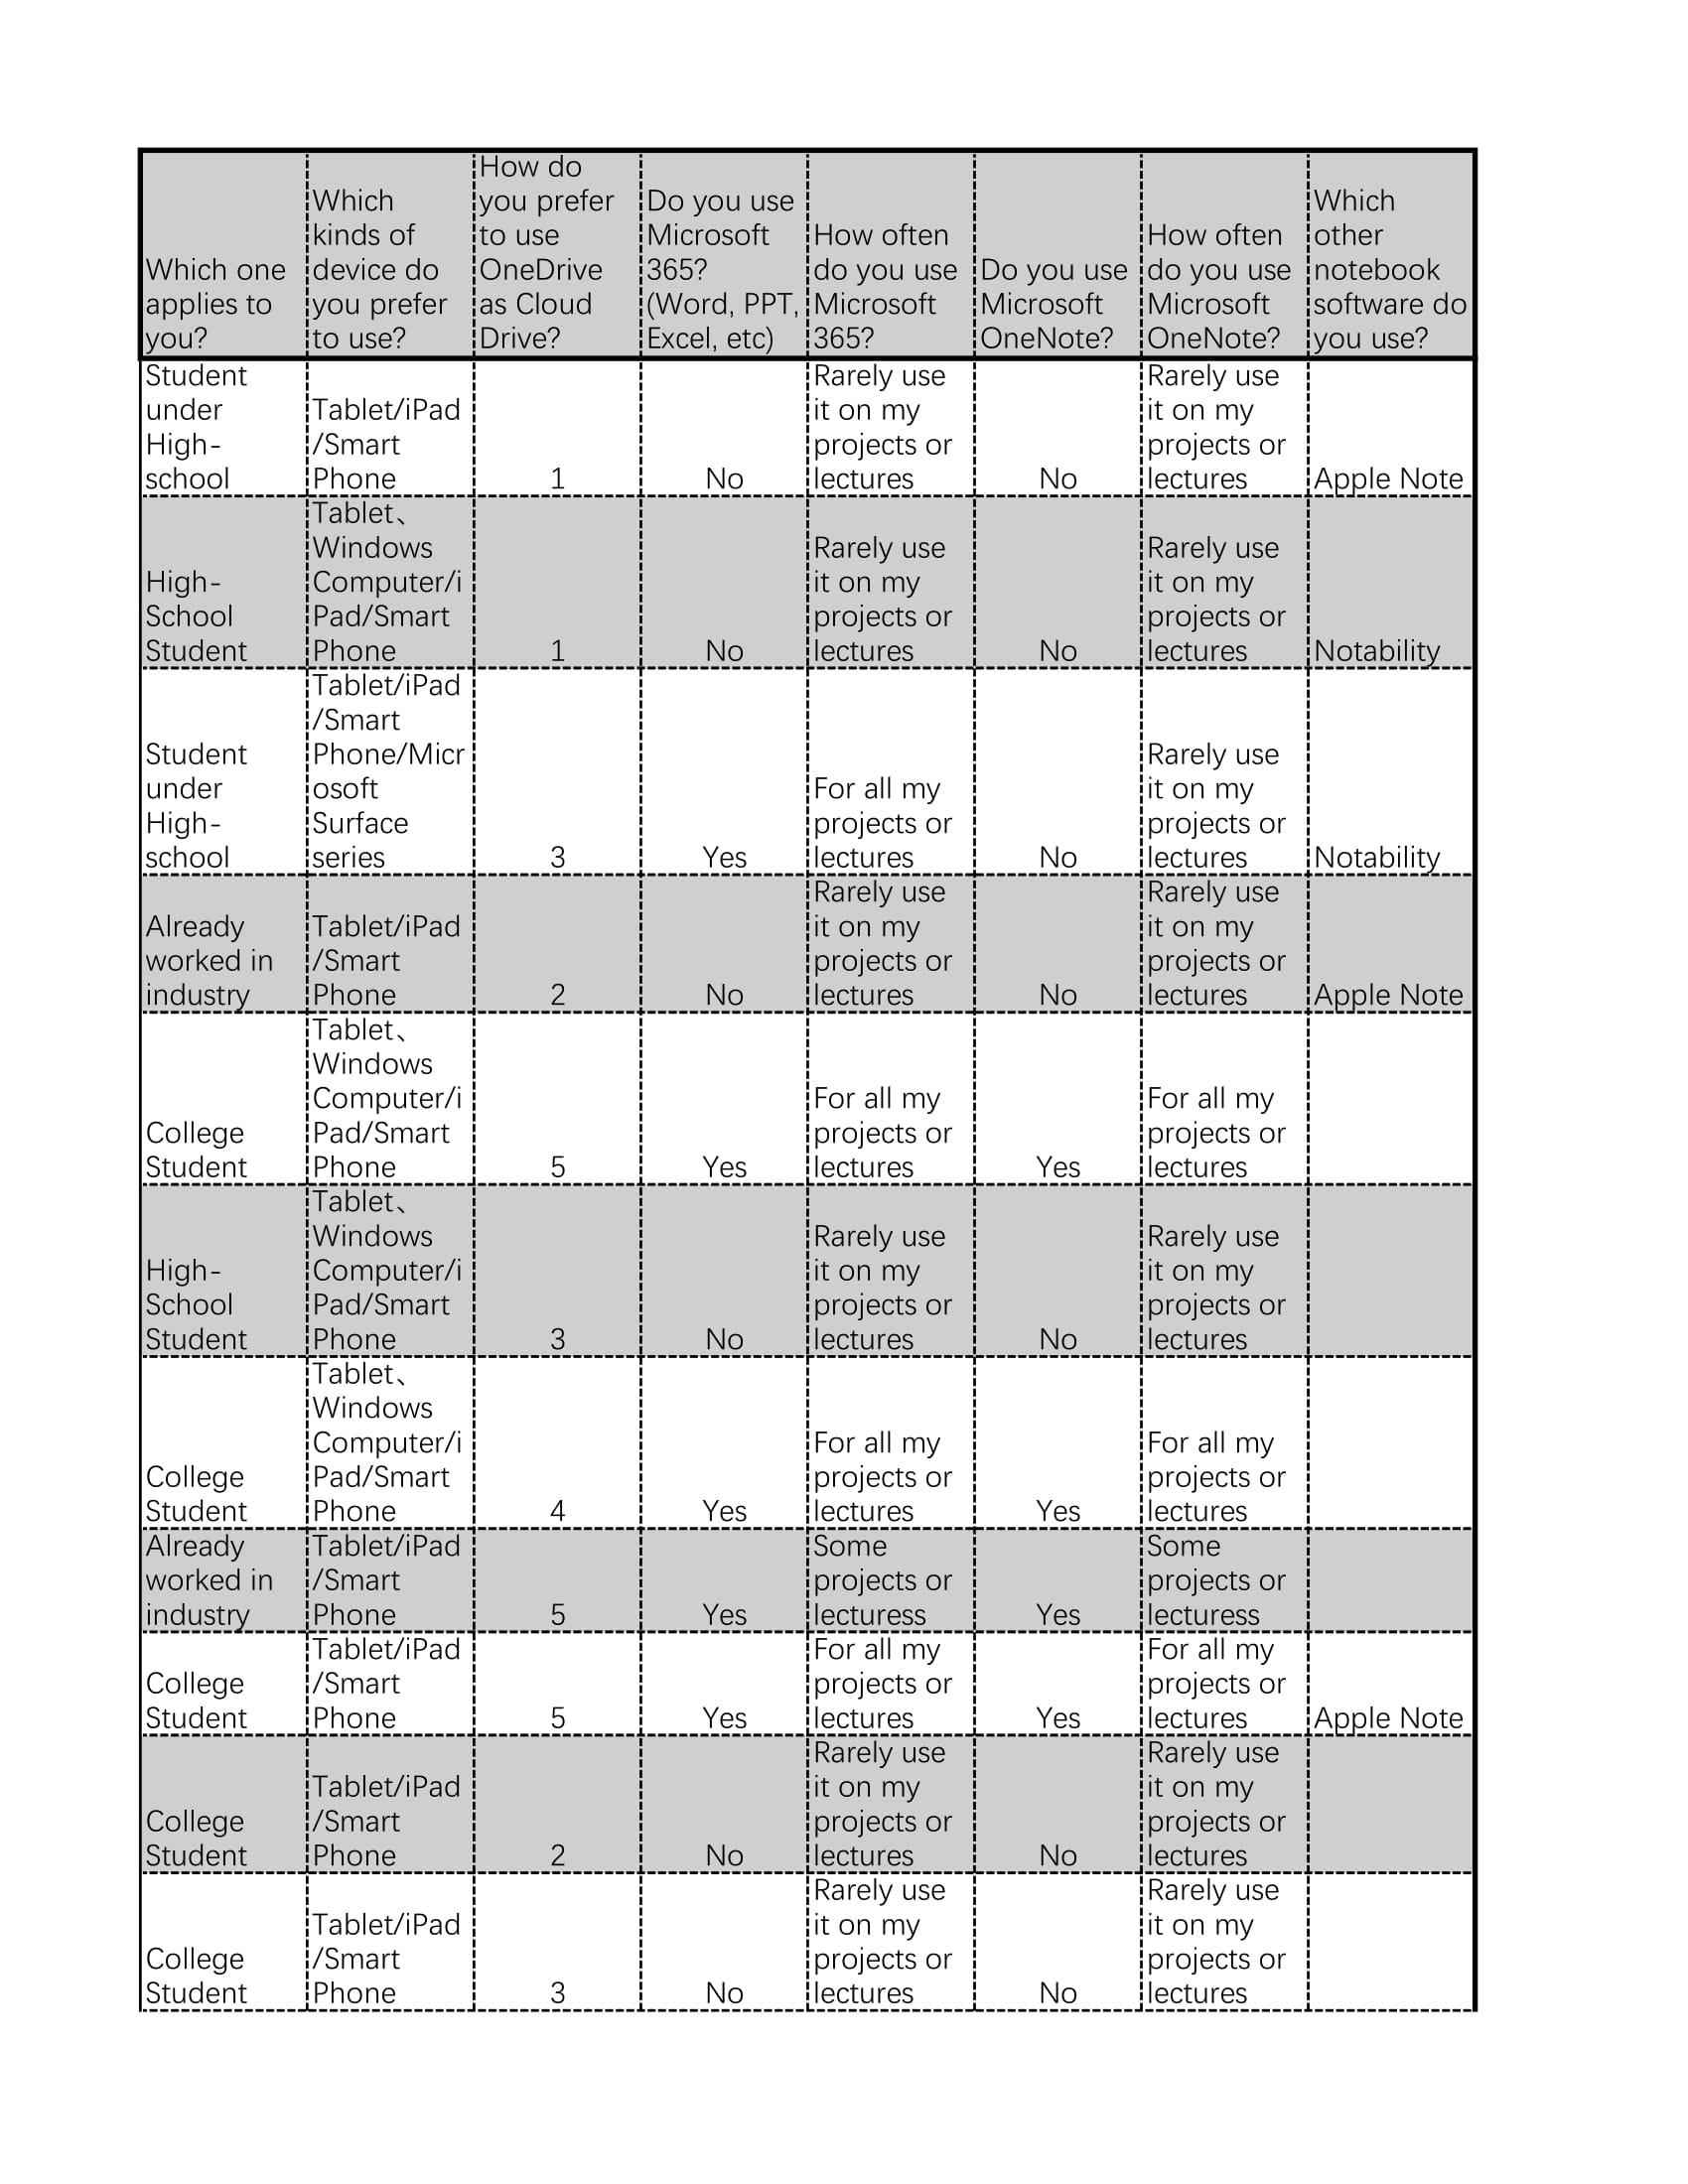 Which one
applies to
you?
Which
kinds of
device do
you prefer
to use?
How do
you prefer
to use
OneDrive
as Cloud
Drive?
Do you use
Microsoft
365?
(Word, PPT,
Excel, etc)
How often
do you use
Microsoft
365?
Do you use
Microsoft
OneNote?
How often
do you use
Microsoft
OneNote?
Which
other
notebook
software do
you use?
Student
under
High-
school
Tablet/iPad
/Smart
Phone
1
No
Rarely use
it on my
projects or
lectures
No
Rarely use
it on my
projects or
lectures
Apple Note
High-
School
Student
Tablet、
Windows
Computer/i
Pad/Smart
Phone
1
No
Rarely use
it on my
projects or
lectures
No
Rarely use
it on my
projects or
lectures
Notability
Student
under
High-
school
Tablet/iPad
/Smart
Phone/Micr
osoft
Surface
series
3
Yes
For all my
projects or
lectures
No
Rarely use
it on my
projects or
lectures
Notability
Already
worked in
industry
Tablet/iPad
/Smart
Phone
2
No
Rarely use
it on my
projects or
lectures
No
Rarely use
it on my
projects or
lectures
Apple Note
College
Student
Tablet、
Windows
Computer/i
Pad/Smart
Phone
5
Yes
For all my
projects or
lectures
Yes
For all my
projects or
lectures
High-
School
Student
Tablet、
Windows
Computer/i
Pad/Smart
Phone
3
No
Rarely use
it on my
projects or
lectures
No
Rarely use
it on my
projects or
lectures
College
Student
Tablet、
Windows
Computer/i
Pad/Smart
Phone
4
Yes
For all my
projects or
lectures
Yes
For all my
projects or
lectures
Already
worked in
industry
Tablet/iPad
/Smart
Phone
5
Yes
Some
projects or
lecturess
Yes
Some
projects or
lecturess
College
Student
Tablet/iPad
/Smart
Phone
5
Yes
For all my
projects or
lectures
Yes
For all my
projects or
lectures
Apple Note
College
Student
Tablet/iPad
/Smart
Phone
2
No
Rarely use
it on my
projects or
lectures
No
Rarely use
it on my
projects or
lectures
College
Student
Tablet/iPad
/Smart
Phone
3
No
Rarely use
it on my
projects or
lectures
No
Rarely use
it on my
projects or
lectures